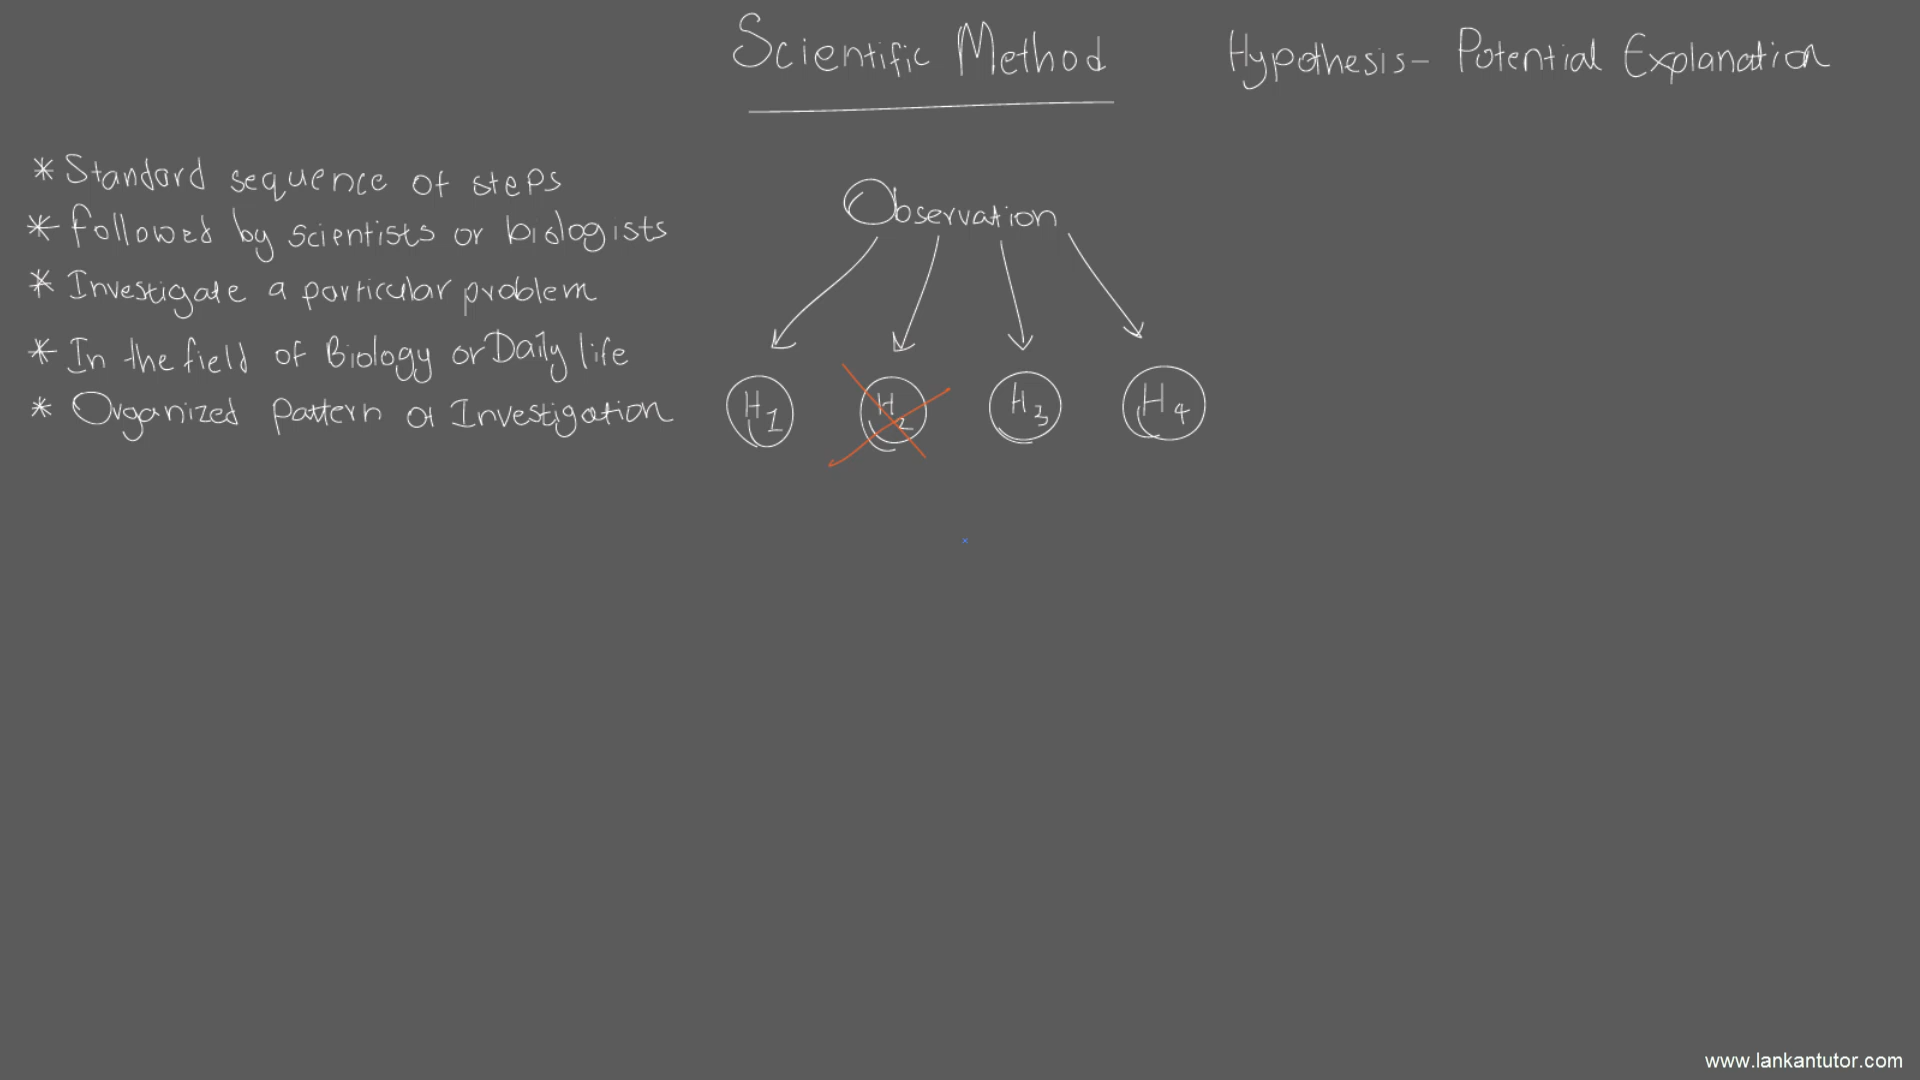 Scientific Method
Hypothesis- Potential Explanation
* Standard sequence of steps
* followed by scientists or biologists
* Investigate a particular problem
* In the field of Biology or Daily life
* Organized pattern of Investigation
Observation
H1 H2 H3 H4
www.lankantutor.com